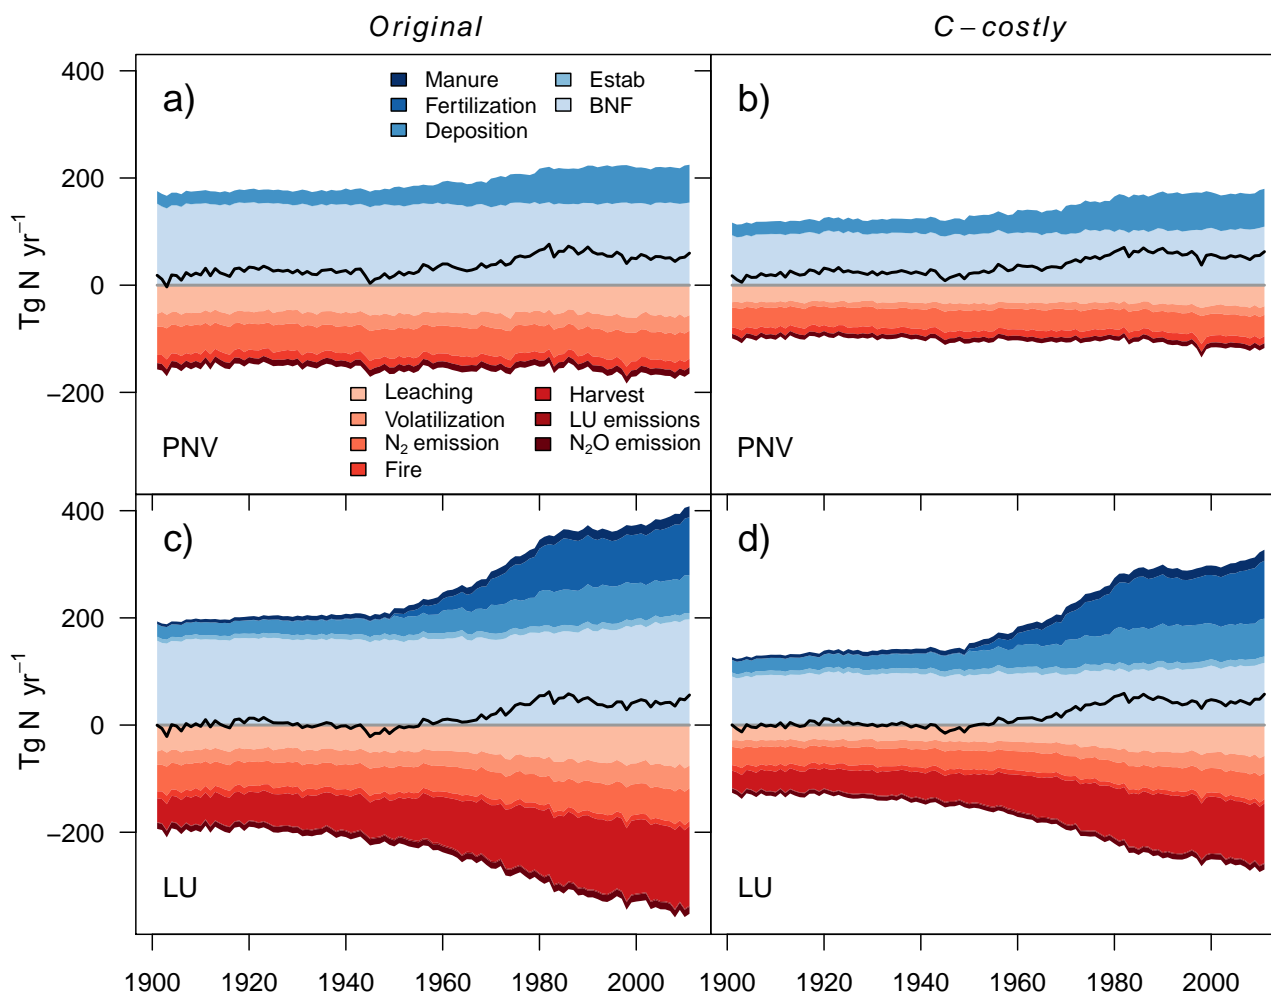 Original
C – costly
a)
Manure
Fertilization
Deposition
Estab
BNF
b)
400
200
0
−200
Tg N yr⁻¹
Leaching
Volatilization
N₂ emission
Fire
Harvest
LU emissions
N₂O emission
PNV
PNV
c)
d)
400
200
0
−200
Tg N yr⁻¹
LU
LU
1900 1920 1940 1960 1980 2000
1900 1920 1940 1960 1980 2000